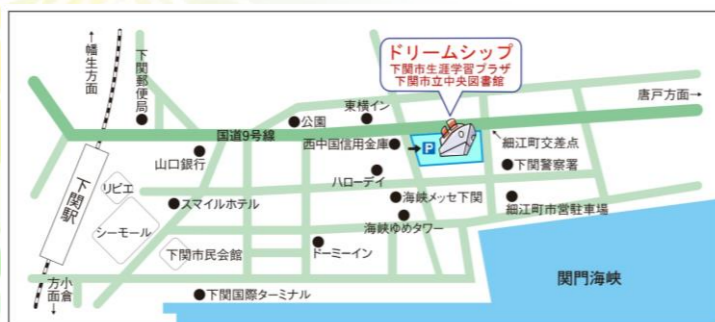 ドリームシップ
下関市生涯学習プラザ
下関市立中央図書館
←幡生方面
下関郵便局
公園
東横イン
唐戸方面→
国道9号線
西中国信用金庫
P
細江町交差点
山口銀行
下関警察署
ハローデイ
リピエ
下関駅
スマイルホテル
海峡メッセ下関
細江町市営駐車場
シーモール
海峡ゆめタワー
下関市民会館
ドーミーイン
関門海峡
小倉方面→
下関国際ターミナル